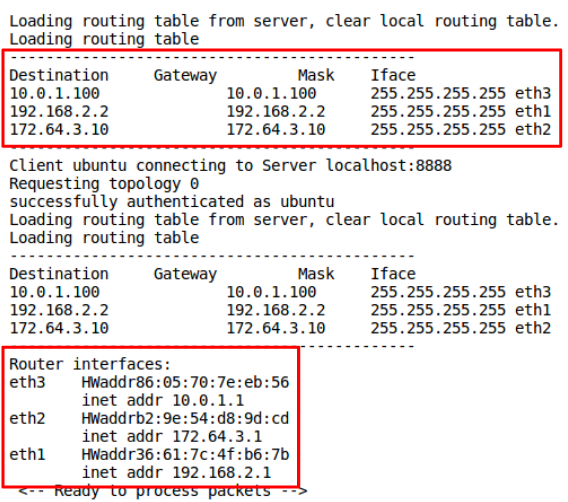 Loading routing table from server, clear local routing table.
Loading routing table
---------------------------------------------
Destination     Gateway         Mask    Iface
10.0.1.100              10.0.1.100      255.255.255.255 eth3
192.168.2.2             192.168.2.2     255.255.255.255 eth1
172.64.3.10             172.64.3.10     255.255.255.255 eth2
---------------------------------------------
Client ubuntu connecting to Server localhost:8888
Requesting topology 0
successfully authenticated as ubuntu
Loading routing table from server, clear local routing table.
Loading routing table
---------------------------------------------
Destination     Gateway         Mask    Iface
10.0.1.100              10.0.1.100      255.255.255.255 eth3
192.168.2.2             192.168.2.2     255.255.255.255 eth1
172.64.3.10             172.64.3.10     255.255.255.255 eth2
---------------------------------------------
Router interfaces:
eth3    HWaddr86:05:70:7e:eb:56
        inet addr 10.0.1.1
eth2    HWaddrb2:9e:54:d8:9d:cd
        inet addr 172.64.3.1
eth1    HWaddr36:61:7c:4f:b6:7b
        inet addr 192.168.2.1
 <-- Ready to process packets -->